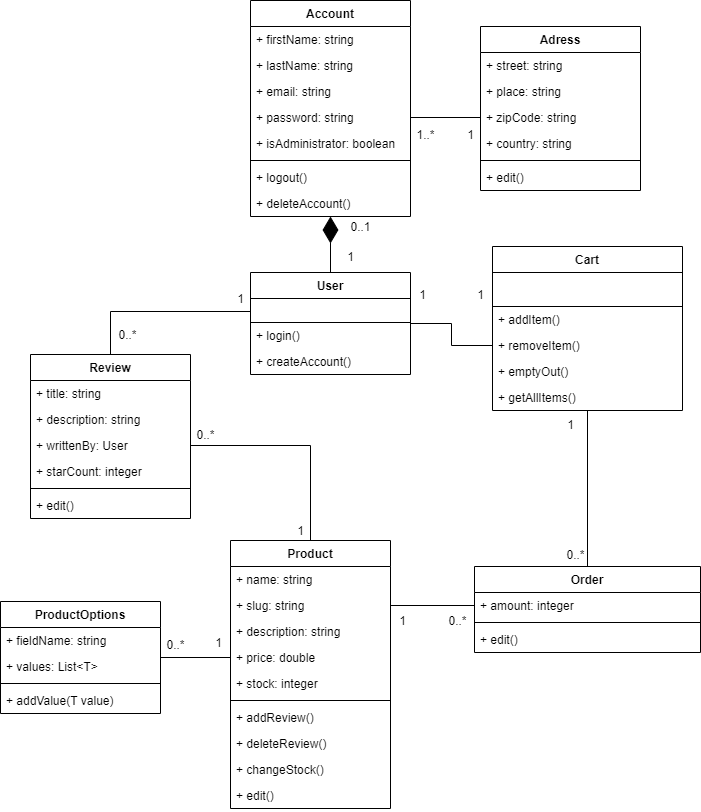 Account
+ firstName: string
+ lastName: string
+ email: string
+ password: string
+ isAdministrator: boolean
+ logout()
+ deleteAccount()
Adress
+ street: string
+ place: string
+ zipCode: string
+ country: string
+ edit()
1..*
1
0..1
1
User
+ login()
+ createAccount()
1
1
Cart
+ addItem()
+ removeItem()
+ emptyOut()
+ getAllItems()
1
0..*
Review
+ title: string
+ description: string
+ writtenBy: User
+ starCount: integer
+ edit()
0..*
1
1
0..*
Product
+ name: string
+ slug: string
+ description: string
+ price: double
+ stock: integer
+ addReview()
+ deleteReview()
+ changeStock()
+ edit()
1
0..*
Order
+ amount: integer
+ edit()
ProductOptions
+ fieldName: string
+ values: List<T>
+ addValue(T value)
0..*
1